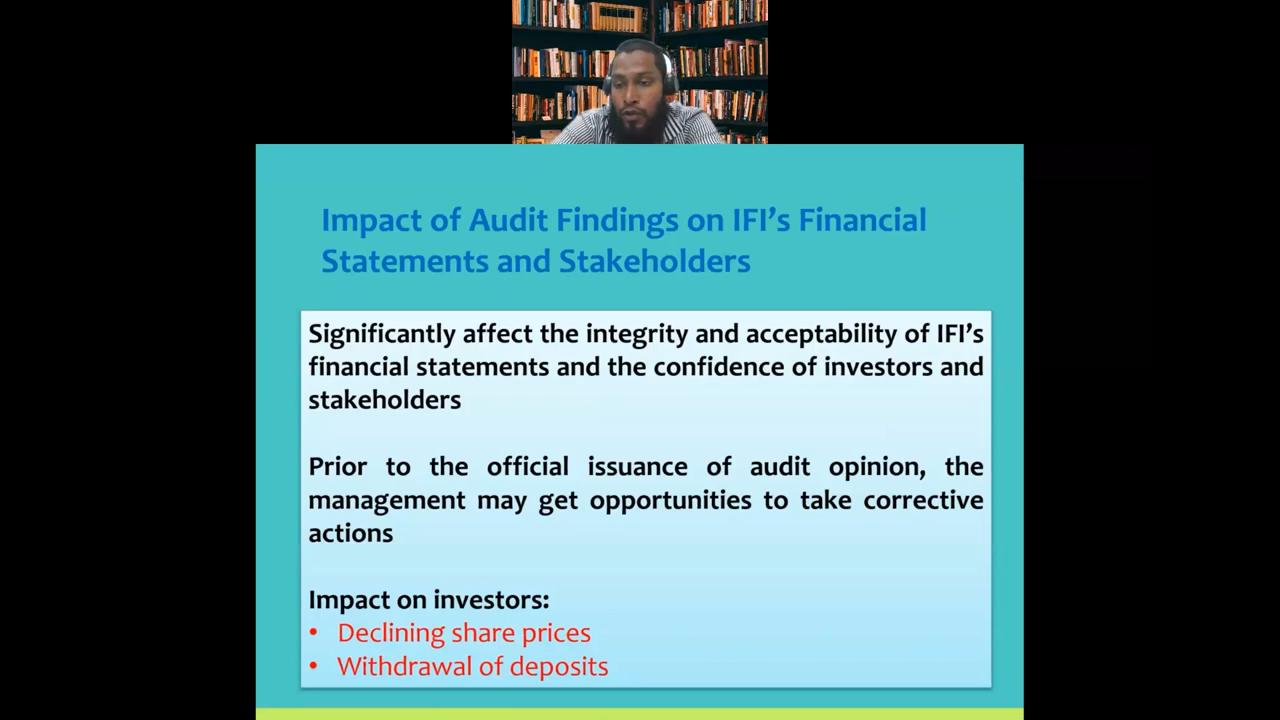 Impact of Audit Findings on IFI’s Financial
Statements and Stakeholders
Significantly affect the integrity and acceptability of IFI’s
financial statements and the confidence of investors and
stakeholders
Prior to the official issuance of audit opinion, the
management may get opportunities to take corrective
actions
Impact on investors:
• Declining share prices
• Withdrawal of deposits